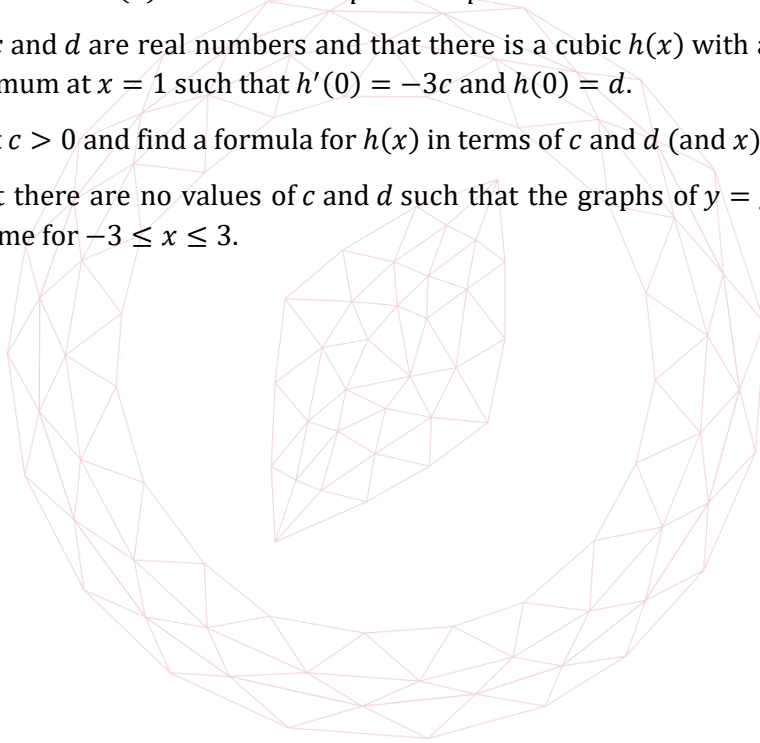 and d are real numbers and that there is a cubic h(x) with a
mum at x = 1 such that h′(0) = −3c and h(0) = d.
c > 0 and find a formula for h(x) in terms of c and d (and x)
t there are no values of c and d such that the graphs of y =
me for −3 ≤ x ≤ 3.